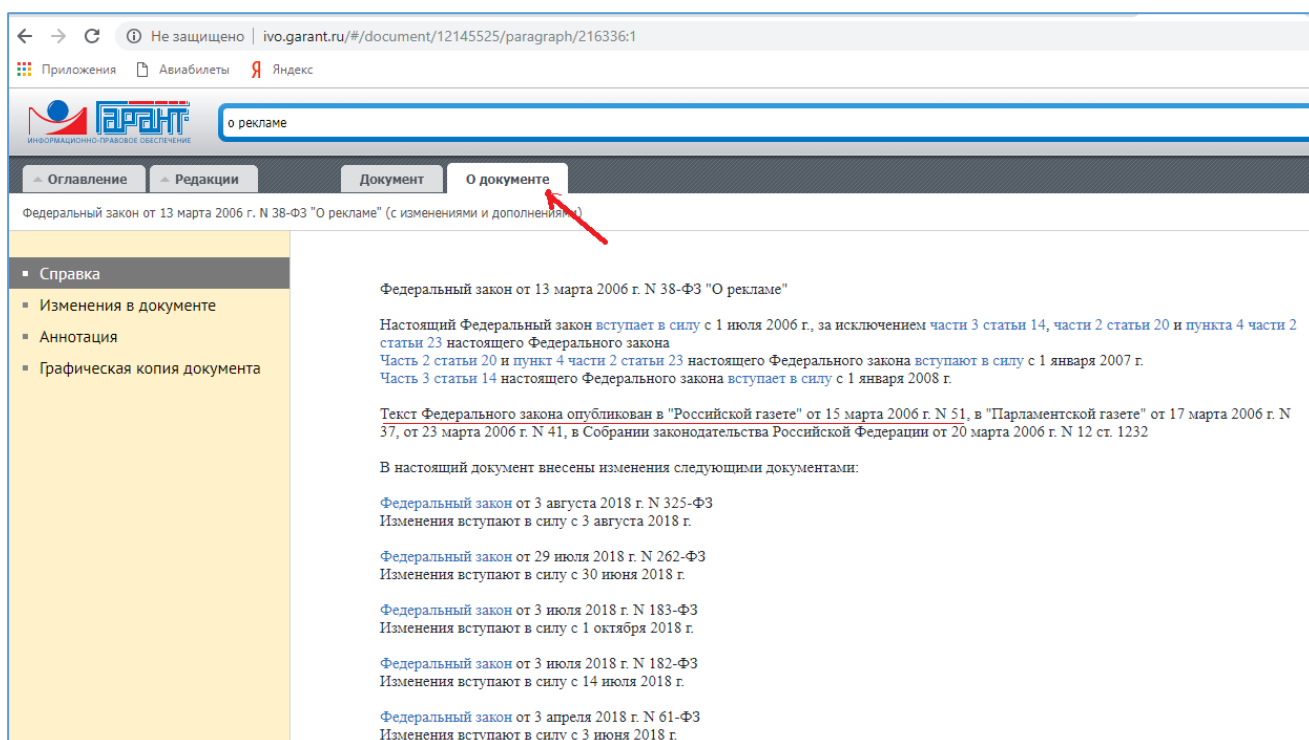 Не защищено | ivo.garant.ru/#/document/12145525/paragraph/216336:1
Приложения Авиабилеты Я Яндекс
ГАРАНТ
ИНФОРМАЦИОННО-ПРАВОВОЕ ОБЕСПЕЧЕНИЕ
о рекламе
Оглавление Редакции Документ О документе
Федеральный закон от 13 марта 2006 г. N 38-ФЗ "О рекламе" (с изменениями и дополнениями)
Справка
Изменения в документе
Аннотация
Графическая копия документа
Федеральный закон от 13 марта 2006 г. N 38-ФЗ "О рекламе"
Настоящий Федеральный закон вступает в силу с 1 июля 2006 г., за исключением части 3 статьи 14, части 2 статьи 20 и пункта 4 части 2
статьи 23 настоящего Федерального закона
Часть 2 статьи 20 и пункт 4 части 2 статьи 23 настоящего Федерального закона вступают в силу с 1 января 2007 г.
Часть 3 статьи 14 настоящего Федерального закона вступает в силу с 1 января 2008 г.
Текст Федерального закона опубликован в "Российской газете" от 15 марта 2006 г. N 51, в "Парламентской газете" от 17 марта 2006 г. N
37, от 23 марта 2006 г. N 41, в Собрании законодательства Российской Федерации от 20 марта 2006 г. N 12 ст. 1232
В настоящий документ внесены изменения следующими документами:
Федеральный закон от 3 августа 2018 г. N 325-ФЗ
Изменения вступают в силу с 3 августа 2018 г.
Федеральный закон от 29 июля 2018 г. N 262-ФЗ
Изменения вступают в силу с 30 июня 2018 г.
Федеральный закон от 3 июля 2018 г. N 183-ФЗ
Изменения вступают в силу с 1 октября 2018 г.
Федеральный закон от 3 июля 2018 г. N 182-ФЗ
Изменения вступают в силу с 14 июля 2018 г.
Федеральный закон от 3 апреля 2018 г. N 61-ФЗ
Изменения вступают в силу с 3 июня 2018 г.